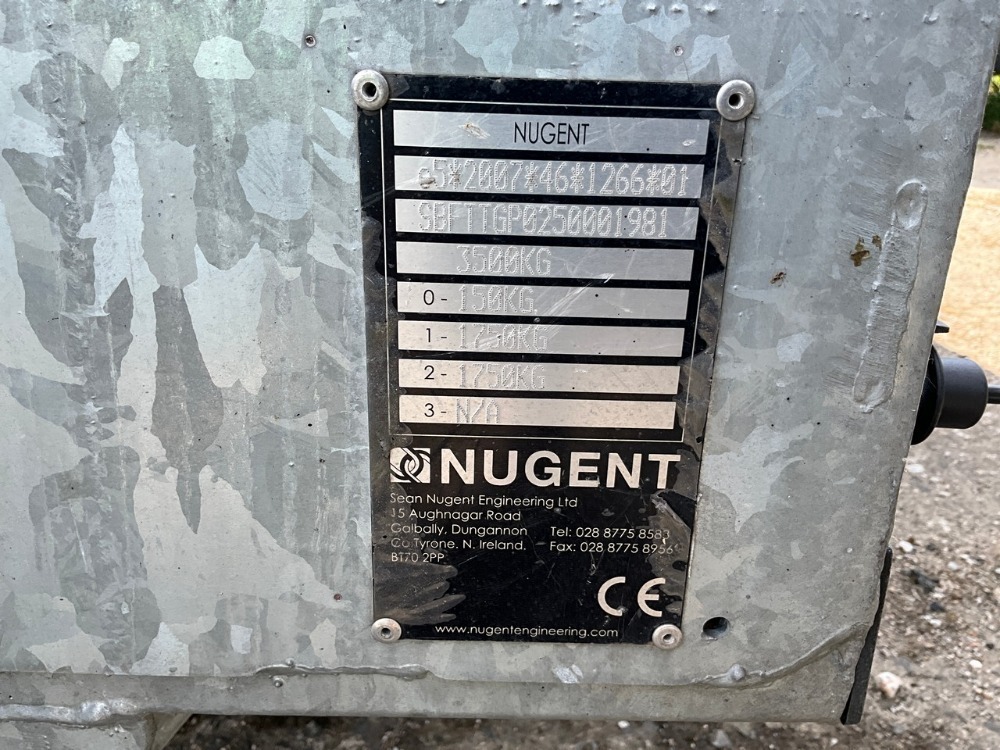 NUGENT
e5*2007*46*1266*01
SBFTTGP0250001981
3500KG
0- 150KG
1- 1750KG
2- 1750KG
3- N/A
NUGENT
Sean Nugent Engineering Ltd
15 Aughnagar Road
Galbally, Dungannon Tel: 028 8775 8583
Co Tyrone. N. Ireland. Fax: 028 8775 8956
BT70 2PP
CE
www.nugentengineering.com